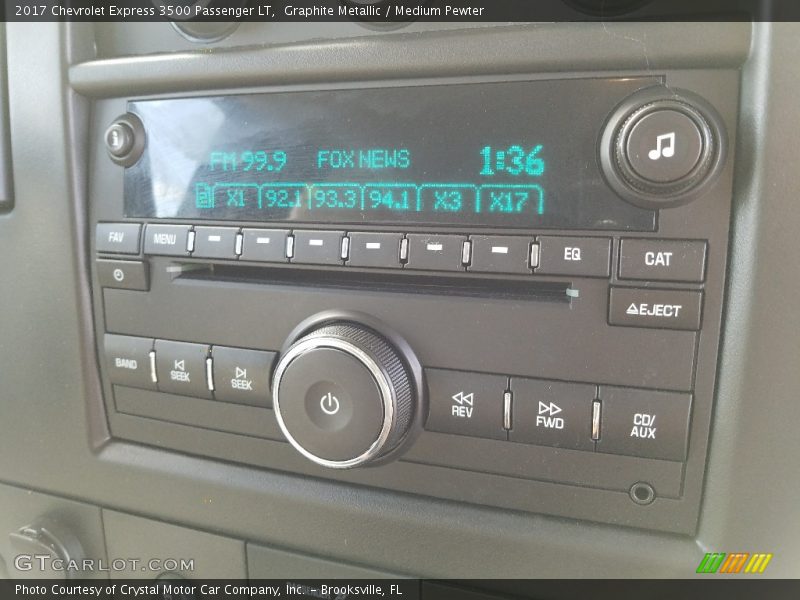 2017 Chevrolet Express 3500 Passenger LT,  Graphite Metallic / Medium Pewter
i
FM 99.9 FOX NEWS 1:36
X1 92.1 93.3 94.1 X3 X17
FAV MENU EQ CAT
EJECT
BAND SEEK SEEK
REV FWD CD/
AUX
GTCARLOT.COM
Photo Courtesy of Crystal Motor Car Company, Inc. - Brooksville, FL